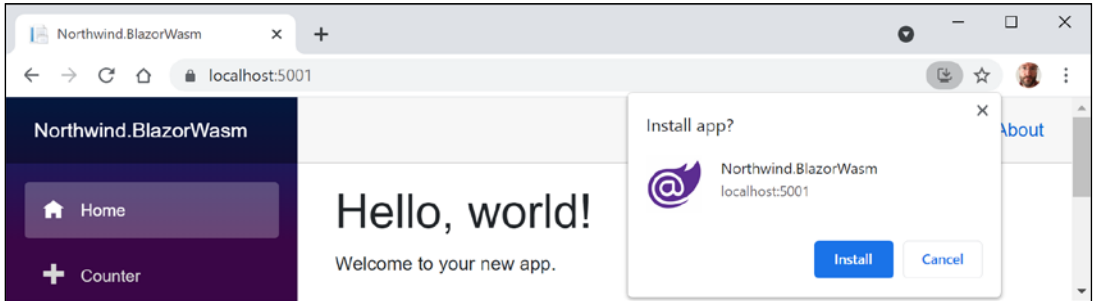 Northwind.BlazorWasm
localhost:5001
Northwind.BlazorWasm
About
Home
Counter
Hello, world!
Welcome to your new app.
Install app?
Northwind.BlazorWasm
localhost:5001
Install Cancel